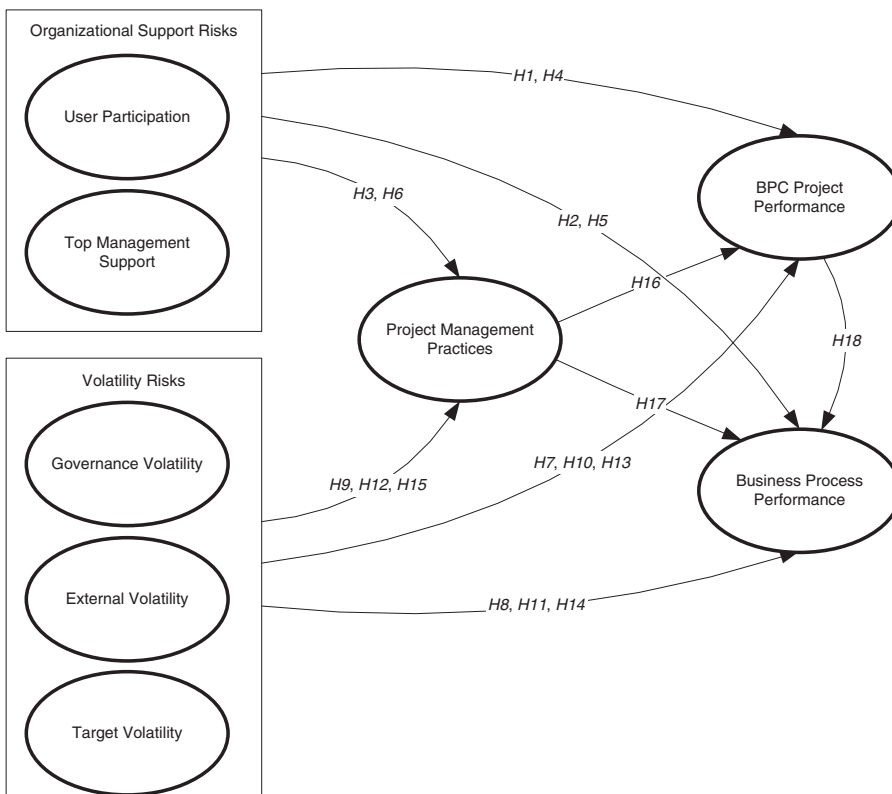 Organizational Support Risks
User Participation
Top Management
Support
H1, H4
H3, H6
H2, H5
BPC Project
Performance
H16
Project Management
Practices
H18
H17
Volatility Risks
Governance Volatility
H9, H12, H15
H7, H10, H13
Business Process
Performance
External Volatility
H8, H11, H14
Target Volatility